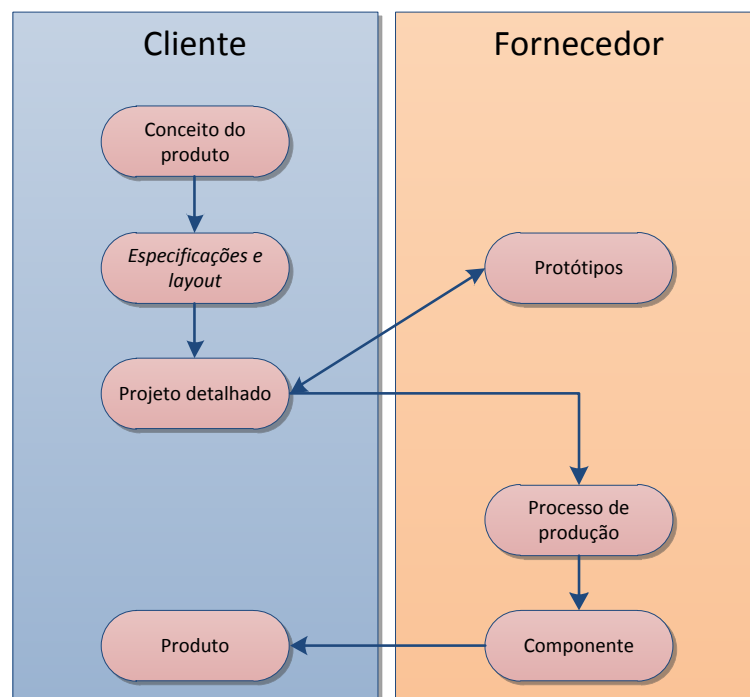 Cliente
Fornecedor
Conceito do
produto
Especificações e
layout
Protótipos
Projeto detalhado
Processo de
produção
Produto
Componente